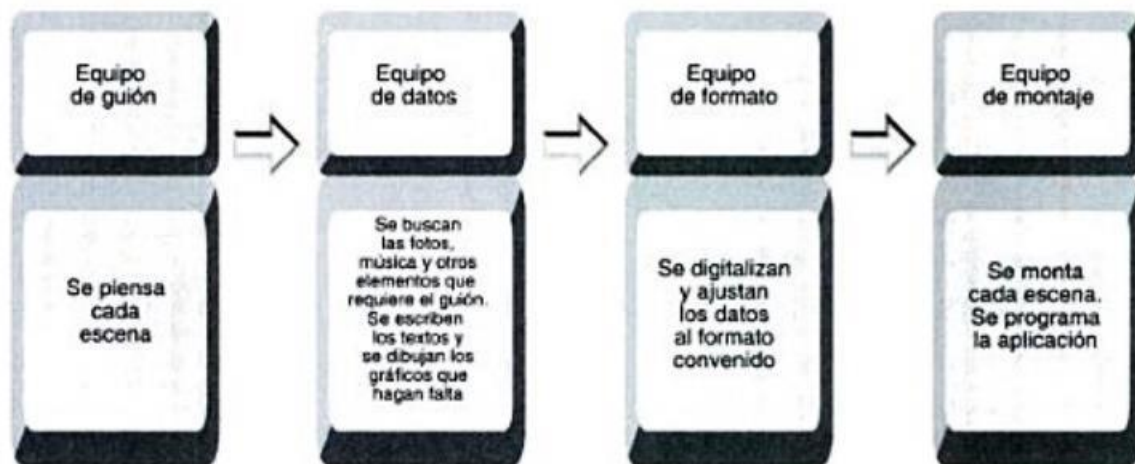 Equipo
de guión
Equipo
de datos
Equipo
de formato
Equipo
de montaje
Se piensa
cada
escena
Se buscan
las fotos,
música y otros
elementos que
requiere el guión.
Se escriben
los textos y
se dibujan los
gráficos que
hagan falta
Se digitalizan
y ajustan
los datos
al formato
convenido
Se monta
cada escena.
Se programa
la aplicación